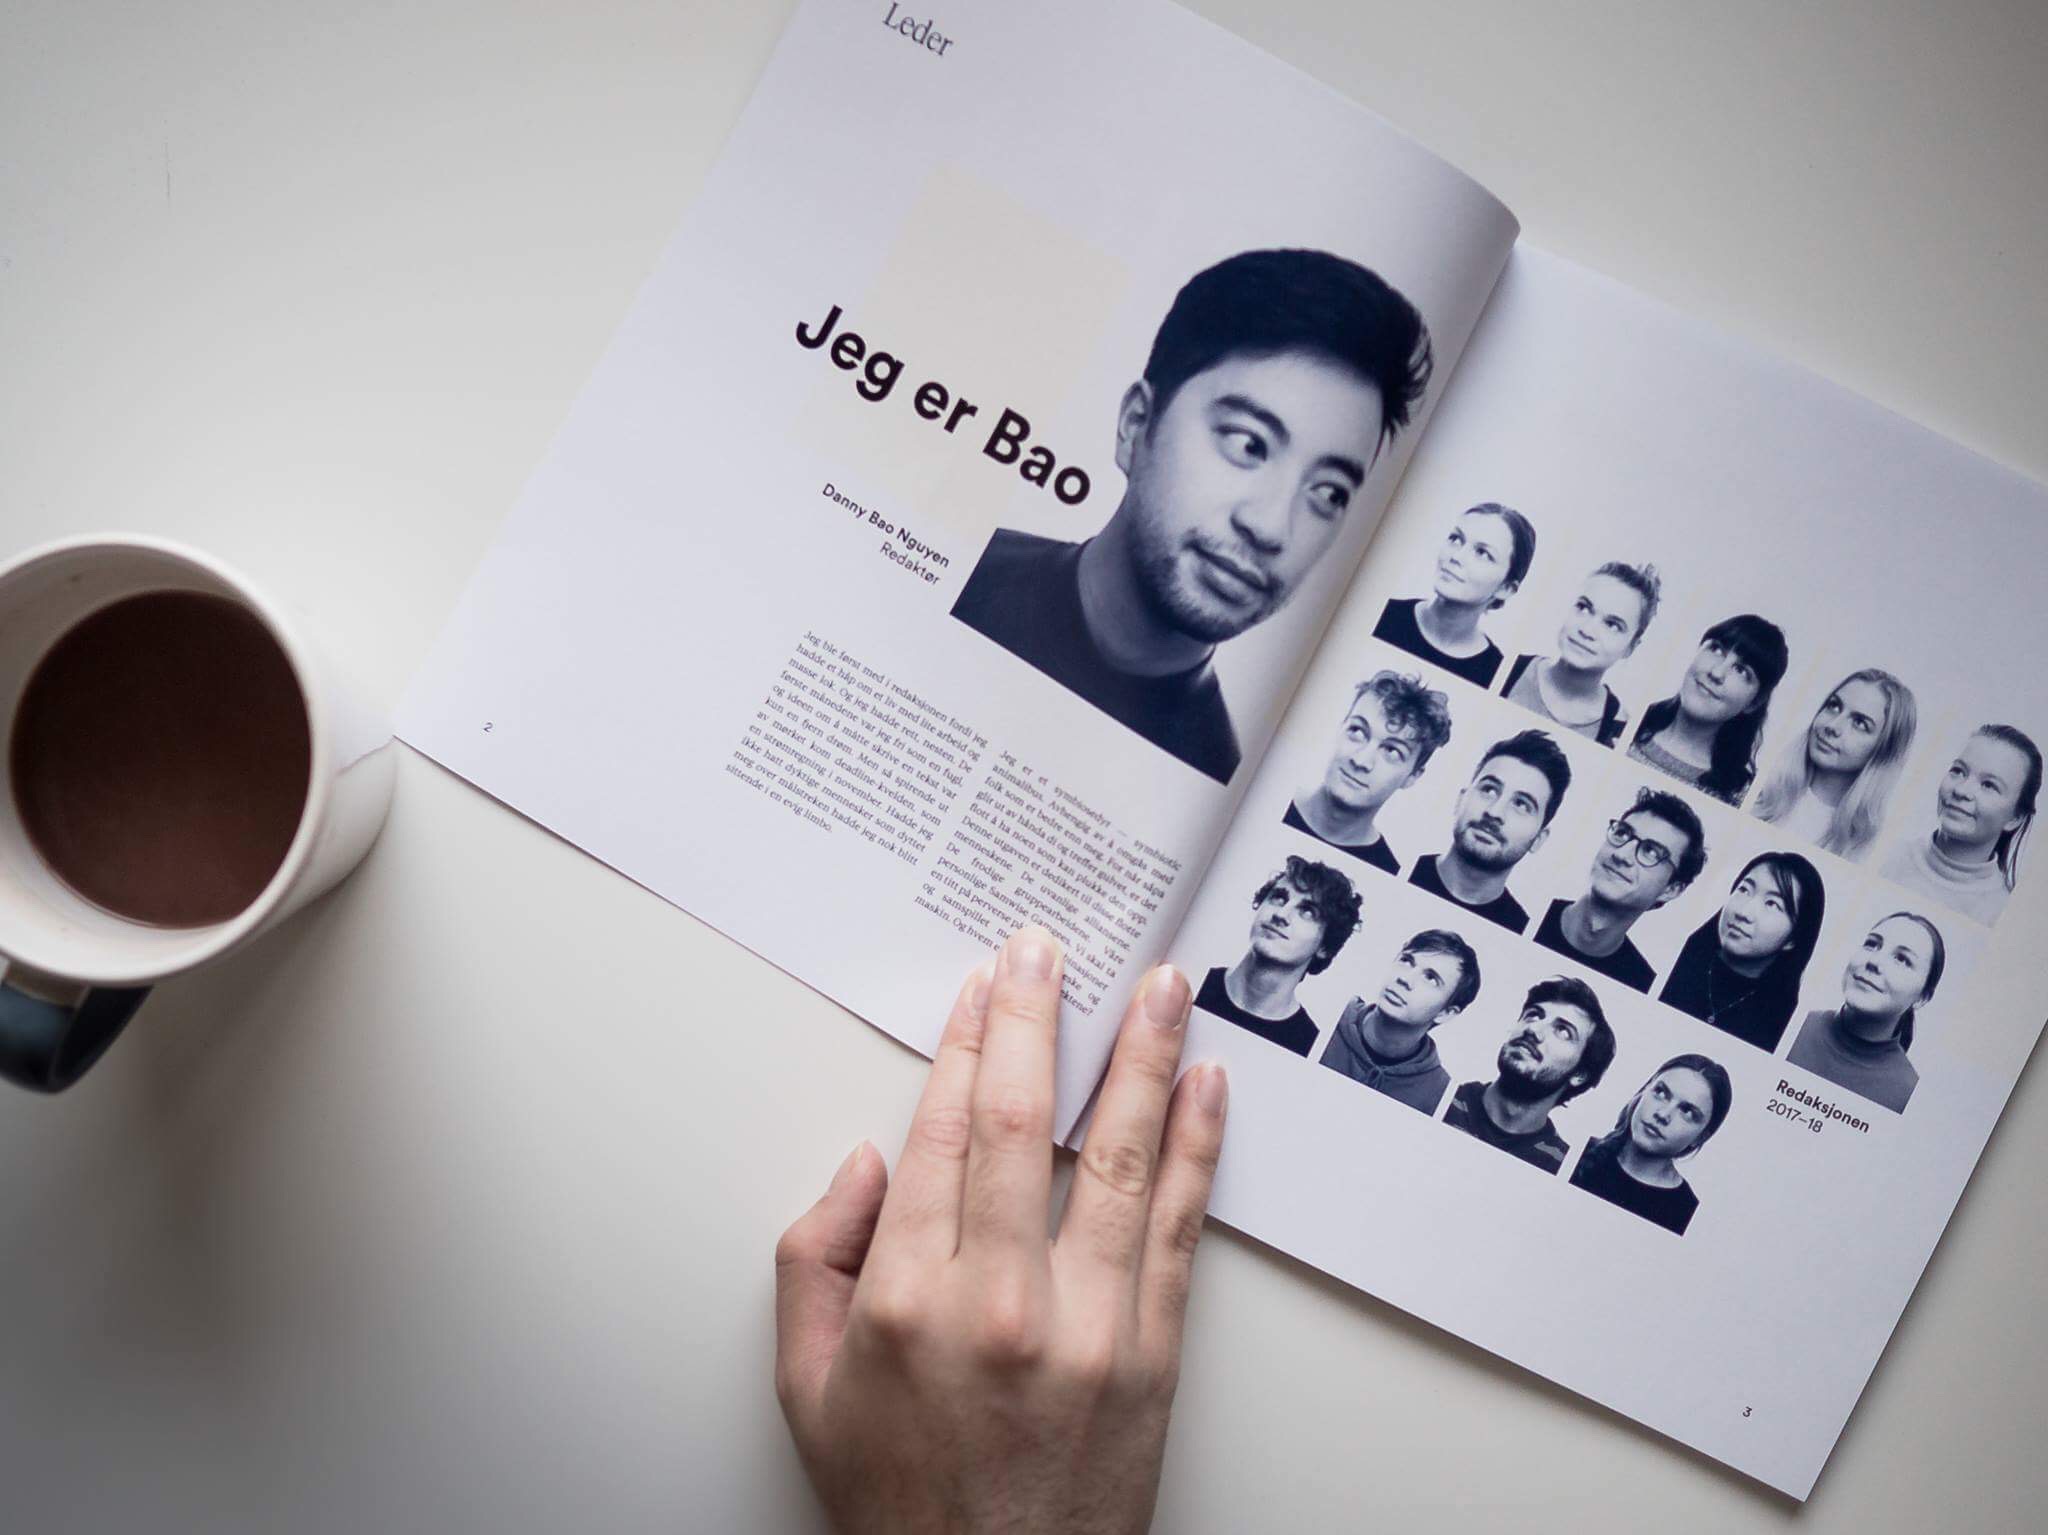 Leder
Jeg er Bao
Danny Bao Nguyen
Redaktør
Jeg ble først med i redaksjonen fordi jeg
hadde et håp om et liv med lite arbeid og
masse lok. Og jeg hadde rett, nesten. De
første månedene var jeg fri som en fugl,
og ideen om å måtte skrive en tekst var
kun en fjern drøm. Men så spirende ut
av mørket kom deadline-kvelden, som
en strømregning i november. Hadde jeg
ikke hatt dyktige mennesker som dyttet
meg over målstreken hadde jeg nok blitt
sittende i en evig limbo.
Jeg er et symbiosedyr — symbiotic
animalibus. Avhengig av å omgås med
folk som er bedre enn meg. For når såpa
glir ut av hånda di og treffer gulvet, er det
flott å ha noen som kan plukke den opp.
Denne utgaven er dedikert til disse flotte
menneskene. De uvanlige alliansene.
De frodige gruppearbeidene. Våre
personlige Samwise Gamgees. Vi skal ta
en titt på perverse på
og samspillet me
eske og
maskin. Og hvem e
ektene?
2
Redaksjonen
2017–18
3